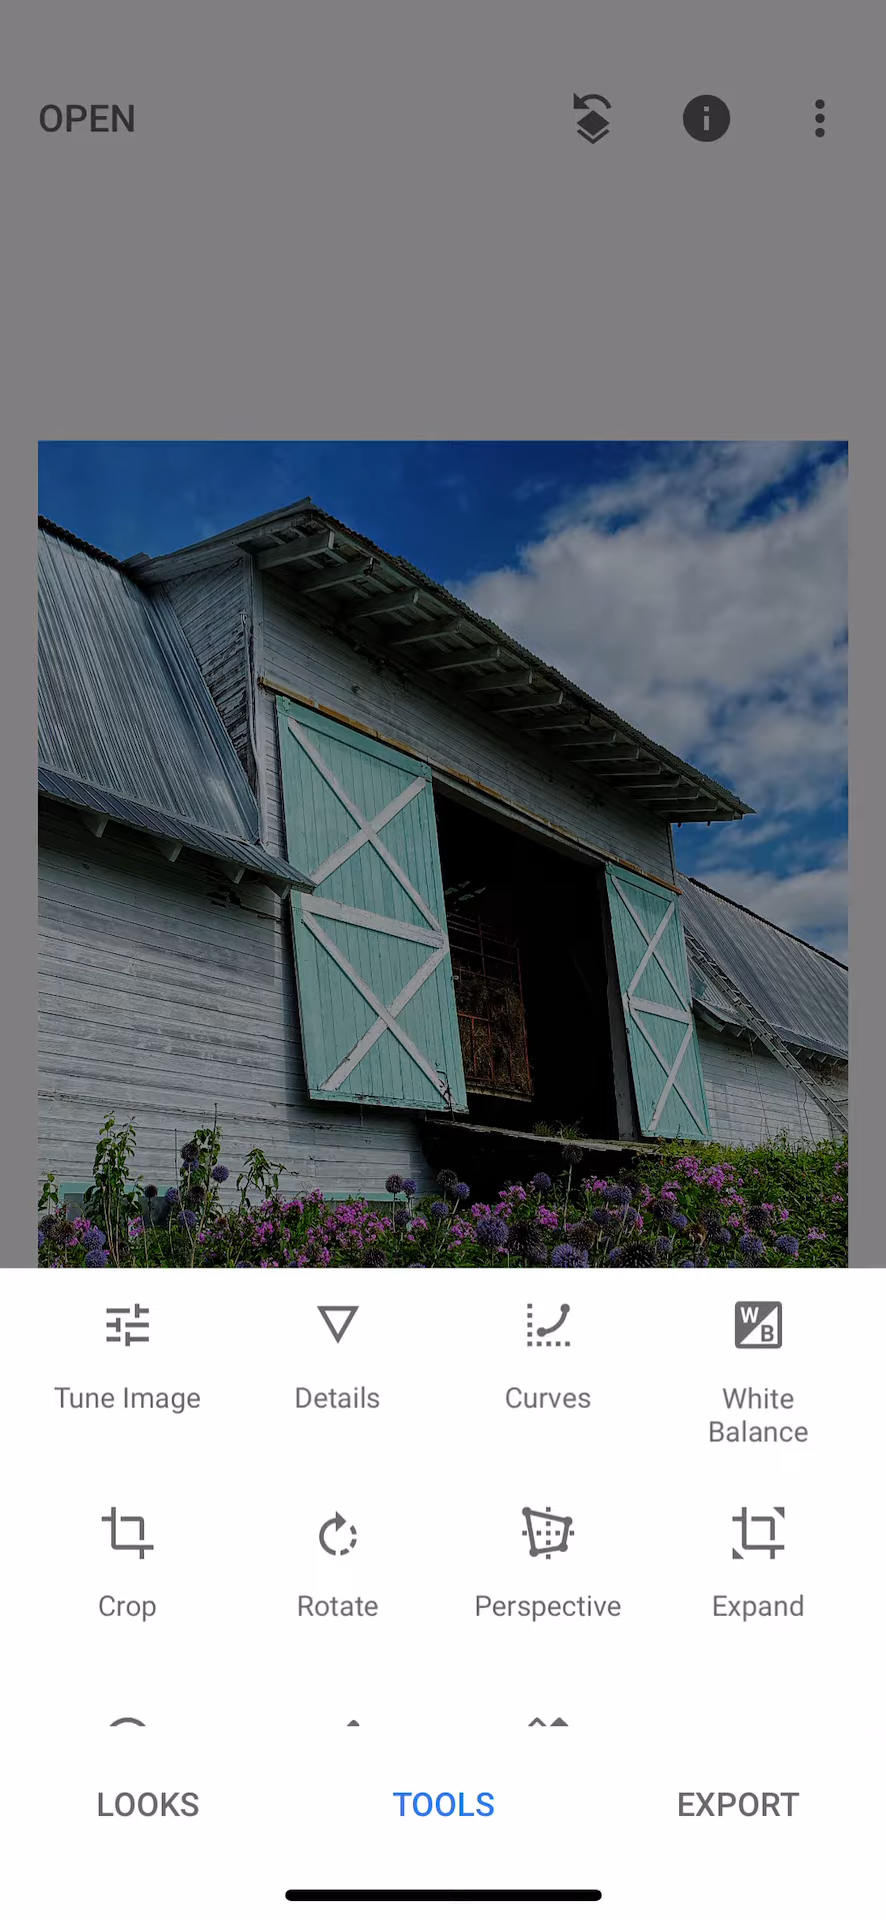 OPEN
W
B
Tune Image
Details
Curves
White
Balance
Crop
Rotate
Perspective
Expand
LOOKS
TOOLS
EXPORT